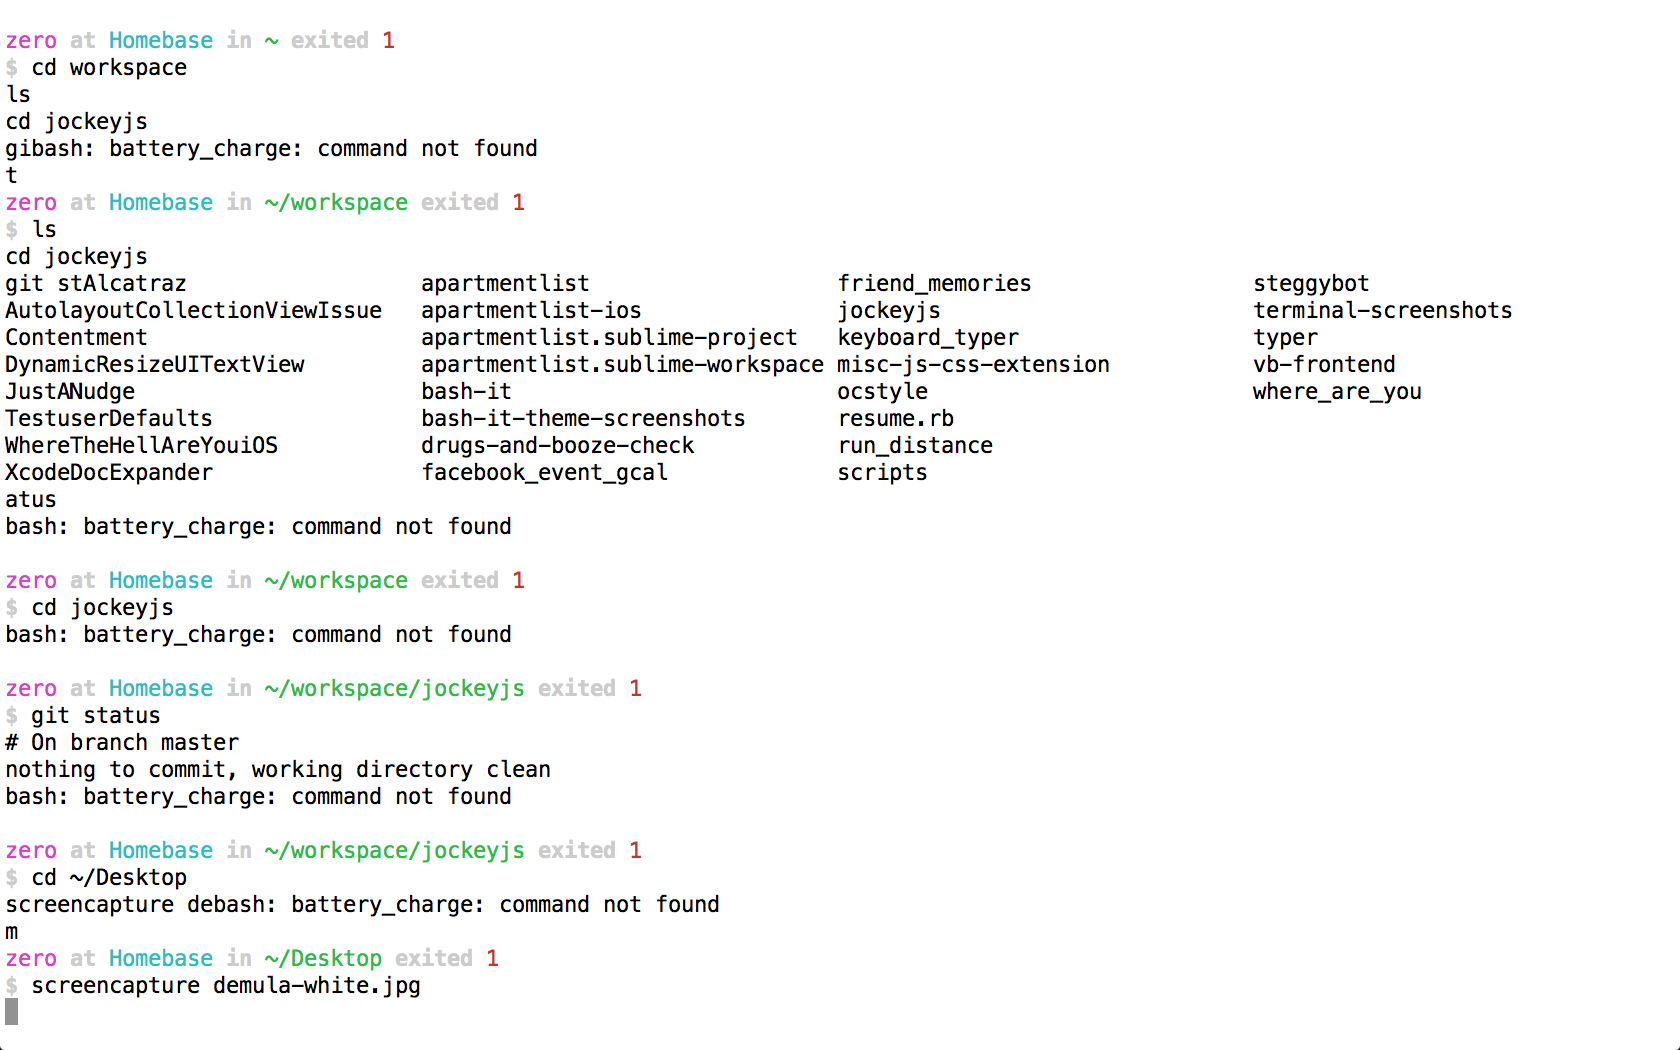 zero at Homebase in ~ exited 1
$ cd workspace
ls
cd jockeyjs
gibash: battery_charge: command not found
t
zero at Homebase in ~/workspace exited 1
$ ls
cd jockeyjs
git stAlcatraz apartmentlist friend_memories steggybot
AutolayoutCollectionViewIssue apartmentlist-ios jockeyjs terminal-screenshots
Contentment apartmentlist.sublime-project keyboard_typer typer
DynamicResizeUITextView apartmentlist.sublime-workspace misc-js-css-extension vb-frontend
JustANudge bash-it ocstyle where_are_you
TestuserDefaults bash-it-theme-screenshots resume.rb
WhereTheHellAreYouiOS drugs-and-booze-check run_distance
XcodeDocExpander facebook_event_gcal scripts
atus
bash: battery_charge: command not found
zero at Homebase in ~/workspace exited 1
$ cd jockeyjs
bash: battery_charge: command not found
zero at Homebase in ~/workspace/jockeyjs exited 1
$ git status
# On branch master
nothing to commit, working directory clean
bash: battery_charge: command not found
zero at Homebase in ~/workspace/jockeyjs exited 1
$ cd ~/Desktop
screencapture debash: battery_charge: command not found
m
zero at Homebase in ~/Desktop exited 1
$ screencapture demula-white.jpg